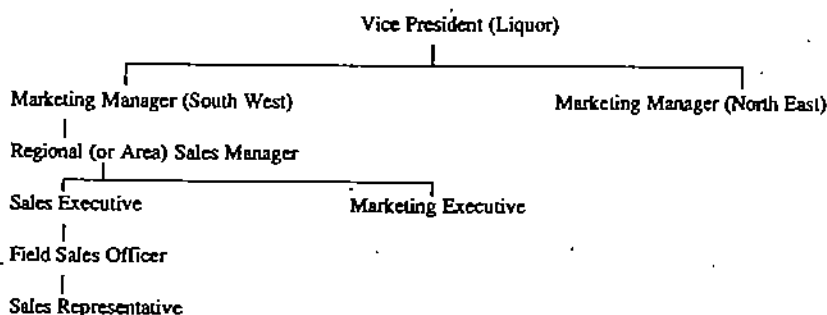 Vice President (Liquor)
Marketing Manager (South West) Marketing Manager (North East)
Regional (or Area) Sales Manager
Sales Executive Marketing Executive
Field Sales Officer
Sales Representative